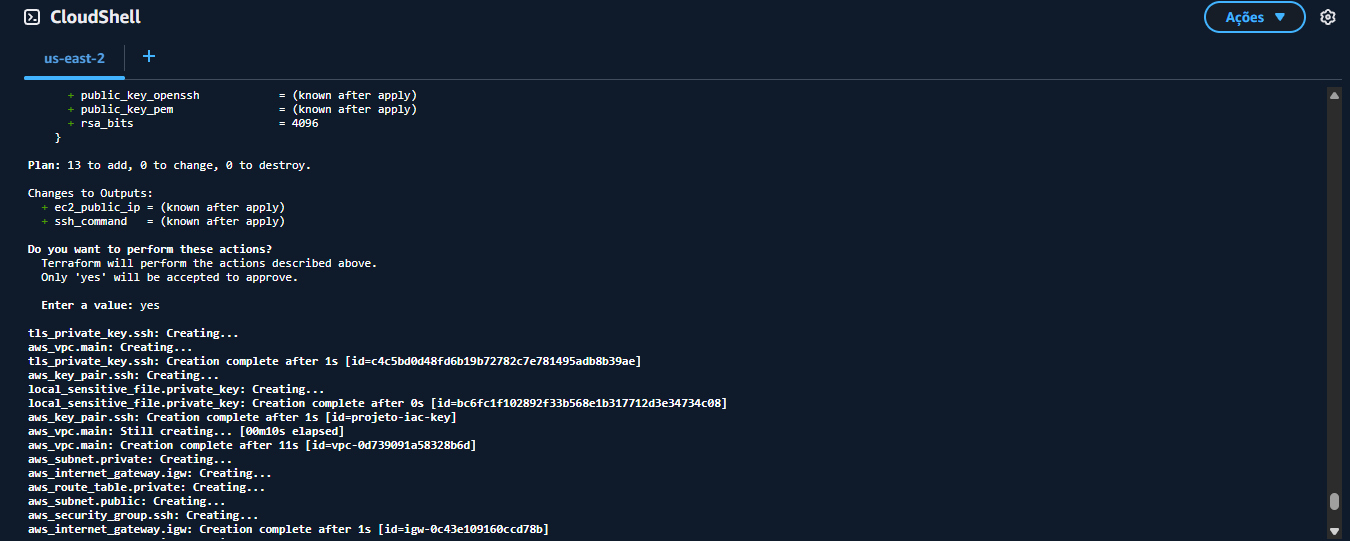 CloudShell
Ações
us-east-2
+
+ public_key_openssh = (known after apply)
+ public_key_pem = (known after apply)
+ rsa_bits = 4096
}
Plan: 13 to add, 0 to change, 0 to destroy.
Changes to Outputs:
+ ec2_public_ip = (known after apply)
+ ssh_command = (known after apply)
Do you want to perform these actions?
Terraform will perform the actions described above.
Only 'yes' will be accepted to approve.
Enter a value: yes
tls_private_key.ssh: Creating...
aws_vpc.main: Creating...
tls_private_key.ssh: Creation complete after 1s [id=c4c5bd0d48fd6b19b72782c7e781495adb8b39ae]
aws_key_pair.ssh: Creating...
local_sensitive_file.private_key: Creating...
local_sensitive_file.private_key: Creation complete after 0s [id=bc6fc1f102892f33b568e1b317712d3e34734c08]
aws_key_pair.ssh: Creation complete after 1s [id=projeto-iac-key]
aws_vpc.main: Still creating... [00m10s elapsed]
aws_vpc.main: Creation complete after 11s [id=vpc-0d739091a58328b6d]
aws_subnet.private: Creating...
aws_internet_gateway.igw: Creating...
aws_route_table.private: Creating...
aws_subnet.public: Creating...
aws_security_group.ssh: Creating...
aws_internet_gateway.igw: Creation complete after 1s [id=igw-0c43e109160ccd78b]